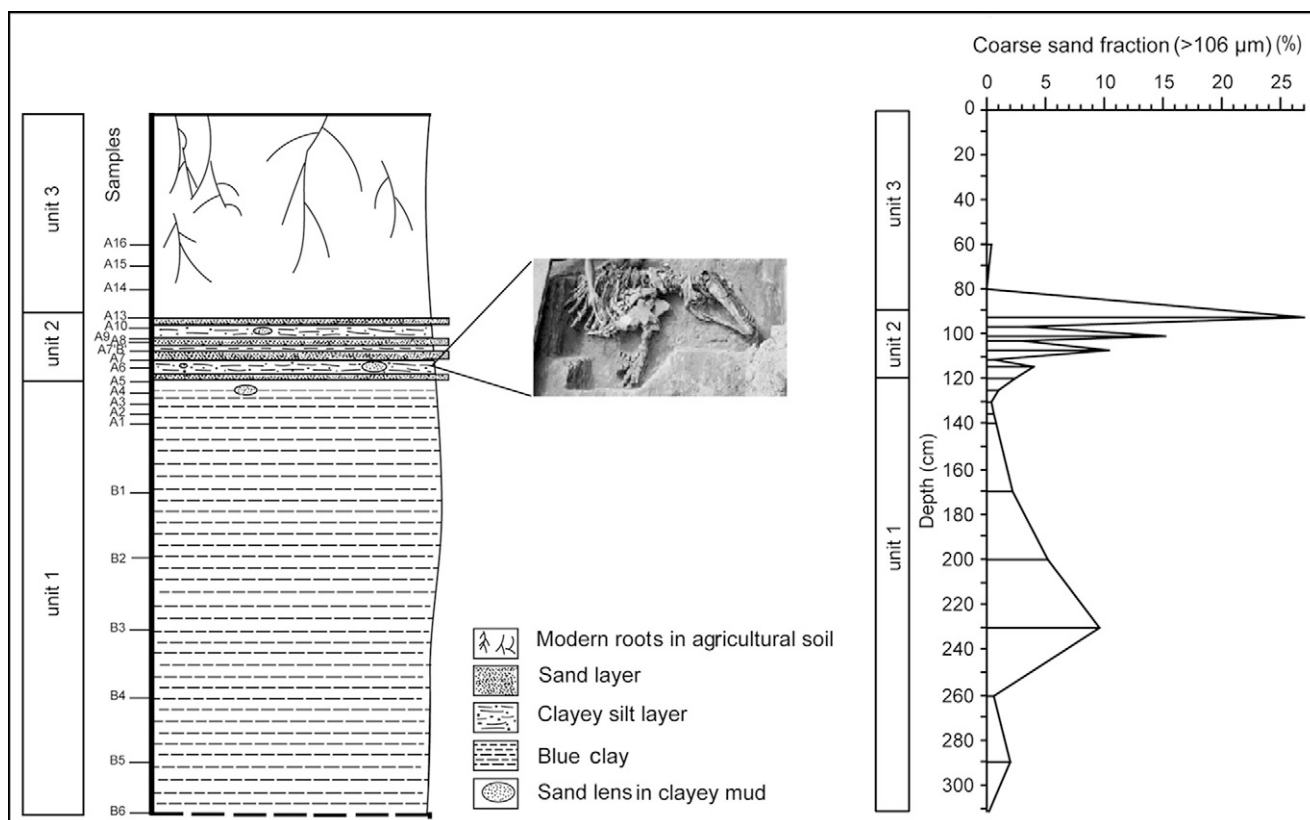 Coarse sand fraction (>106 µm) (%)
0 5 10 15 20 25
unit 3
unit 2
unit 1
Samples
A16
A15
A14
A13
A10
A9
A8
A7,B
A7
A6
A5
A4
A3
A2
A1
B1
B2
B3
B4
B5
B6
Modern roots in agricultural soil
Sand layer
Clayey silt layer
Blue clay
Sand lens in clayey mud
unit 3
unit 2
unit 1
Depth (cm)
0
20
40
60
80
100
120
140
160
180
200
220
240
260
280
300